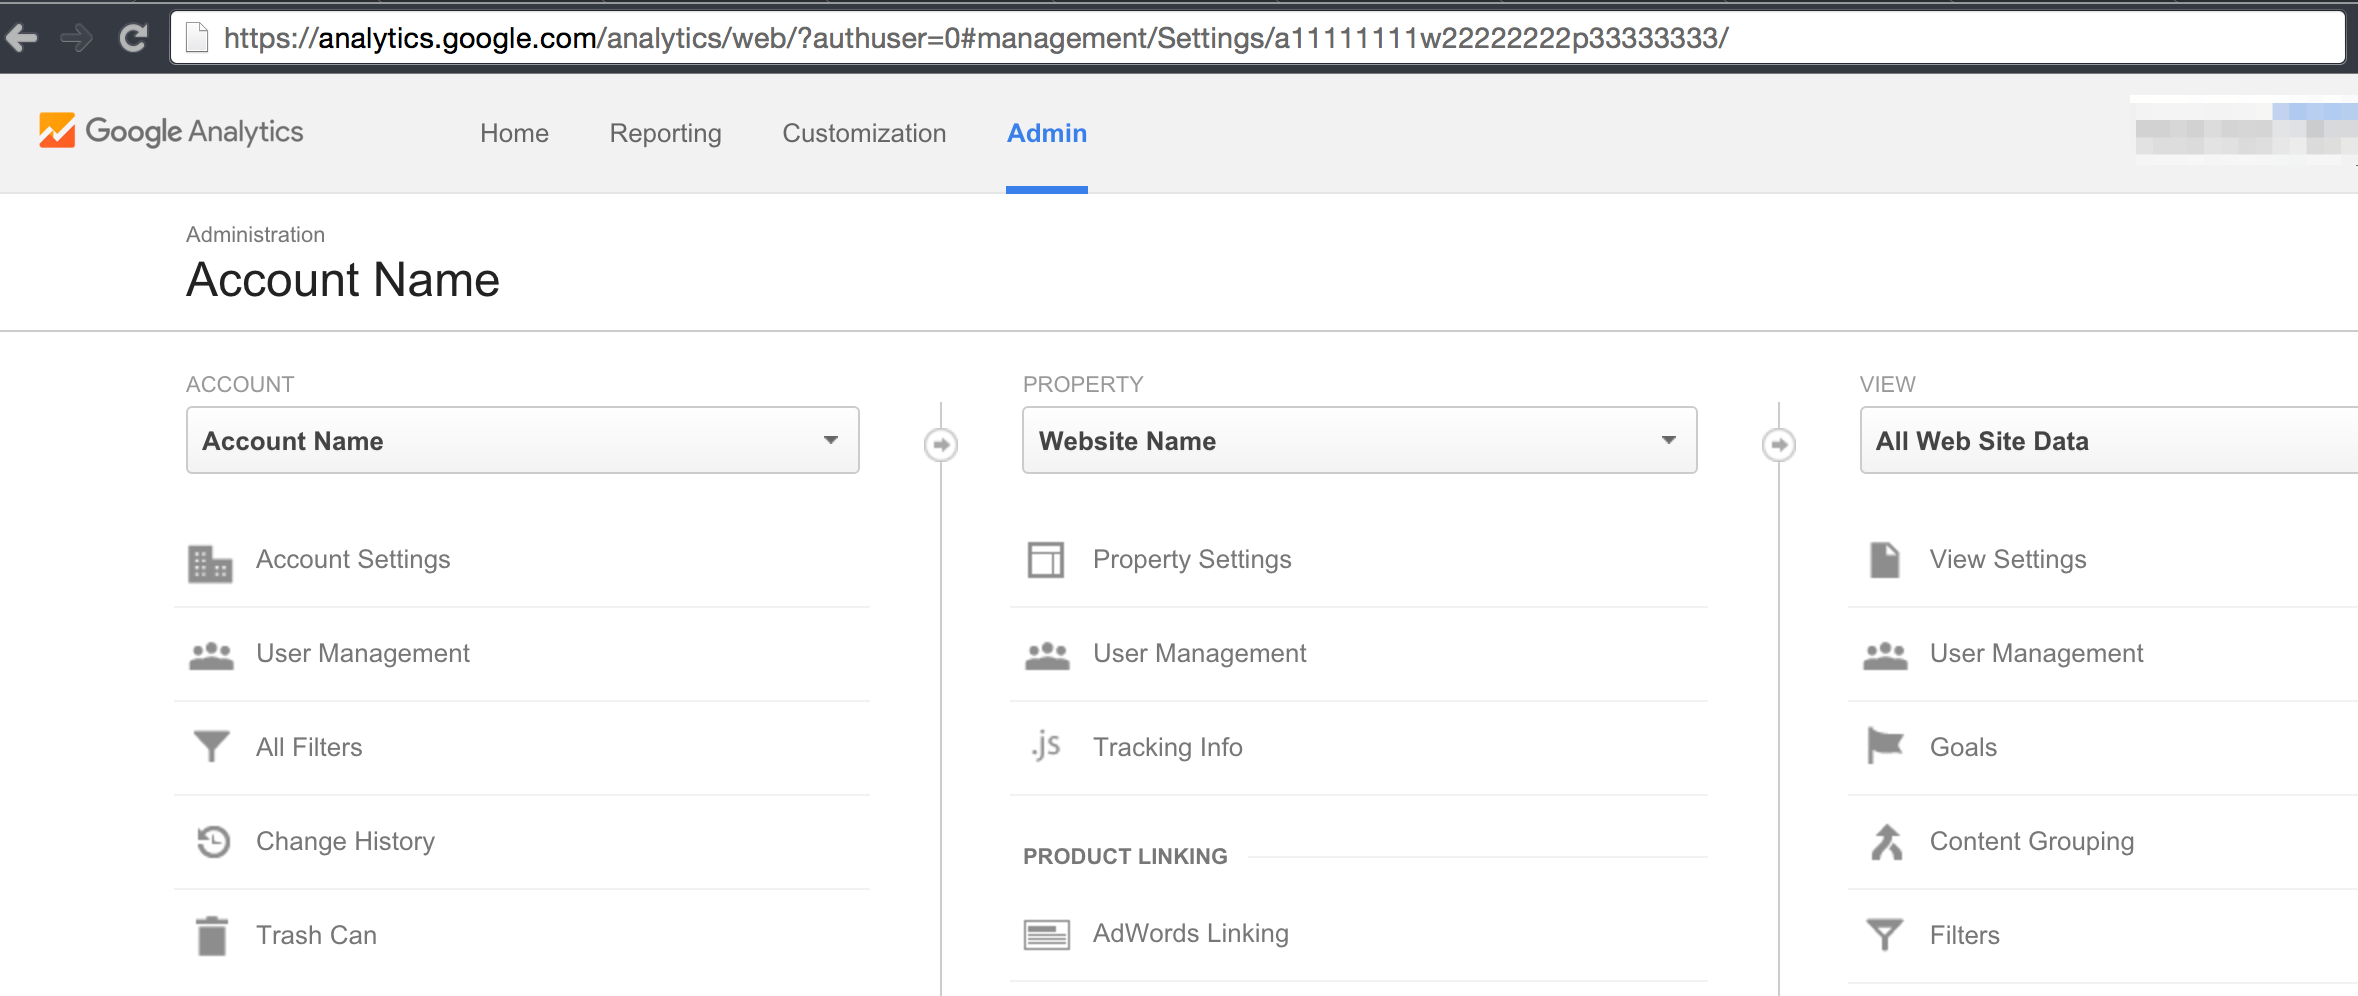 https://analytics.google.com/analytics/web/?authuser=0#management/Settings/a11111111w22222222p33333333/
Google Analytics
Home
Reporting
Customization
Admin
Administration
Account Name
ACCOUNT
Account Name
Account Settings
User Management
All Filters
Change History
Trash Can
PROPERTY
Website Name
Property Settings
User Management
.js Tracking Info
PRODUCT LINKING
AdWords Linking
VIEW
All Web Site Data
View Settings
User Management
Goals
Content Grouping
Filters